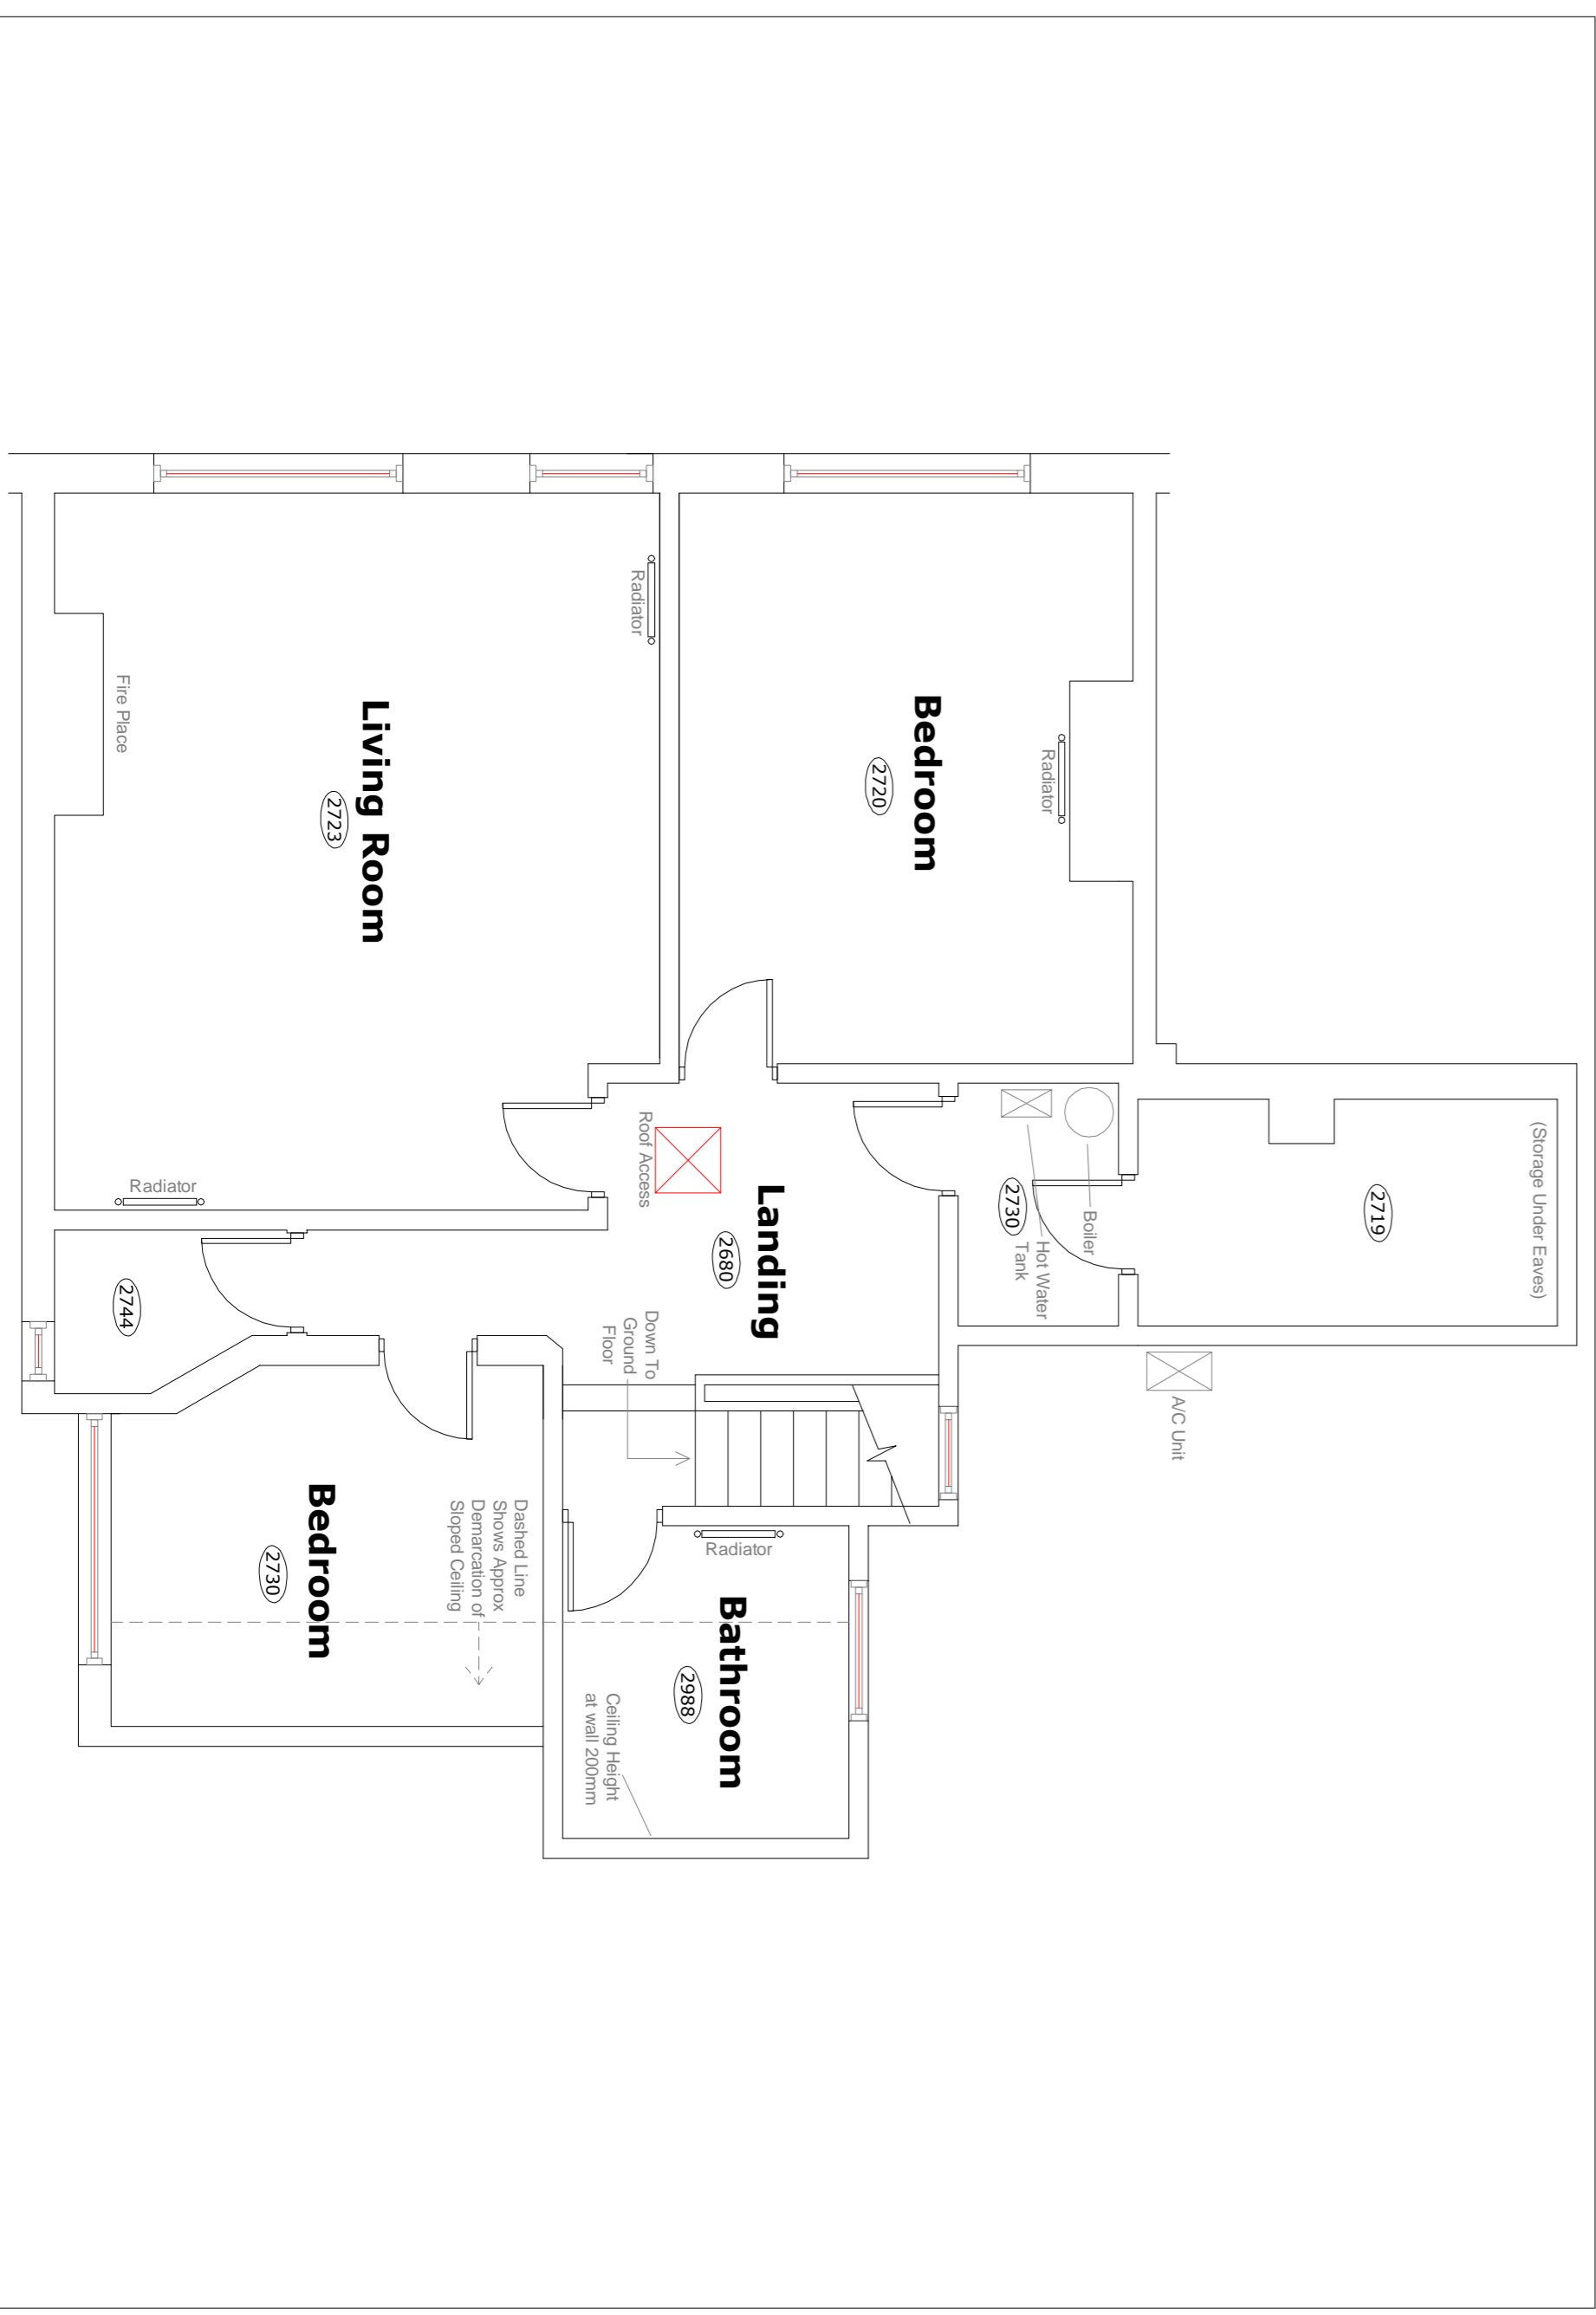 (Storage Under Eaves)
2719
A/C Unit
Boiler
Hot Water
Tank
2730
Radiator
Bedroom
2720
Landing
2680
Roof Access
Down To
Ground
Floor
Radiator
Bathroom
2988
Ceiling Height
at wall 200mm
Radiator
Living Room
2723
Fire Place
Radiator
2744
Dashed Line
Shows Approx
Demarcation of
Sloped Ceiling
Bedroom
2730